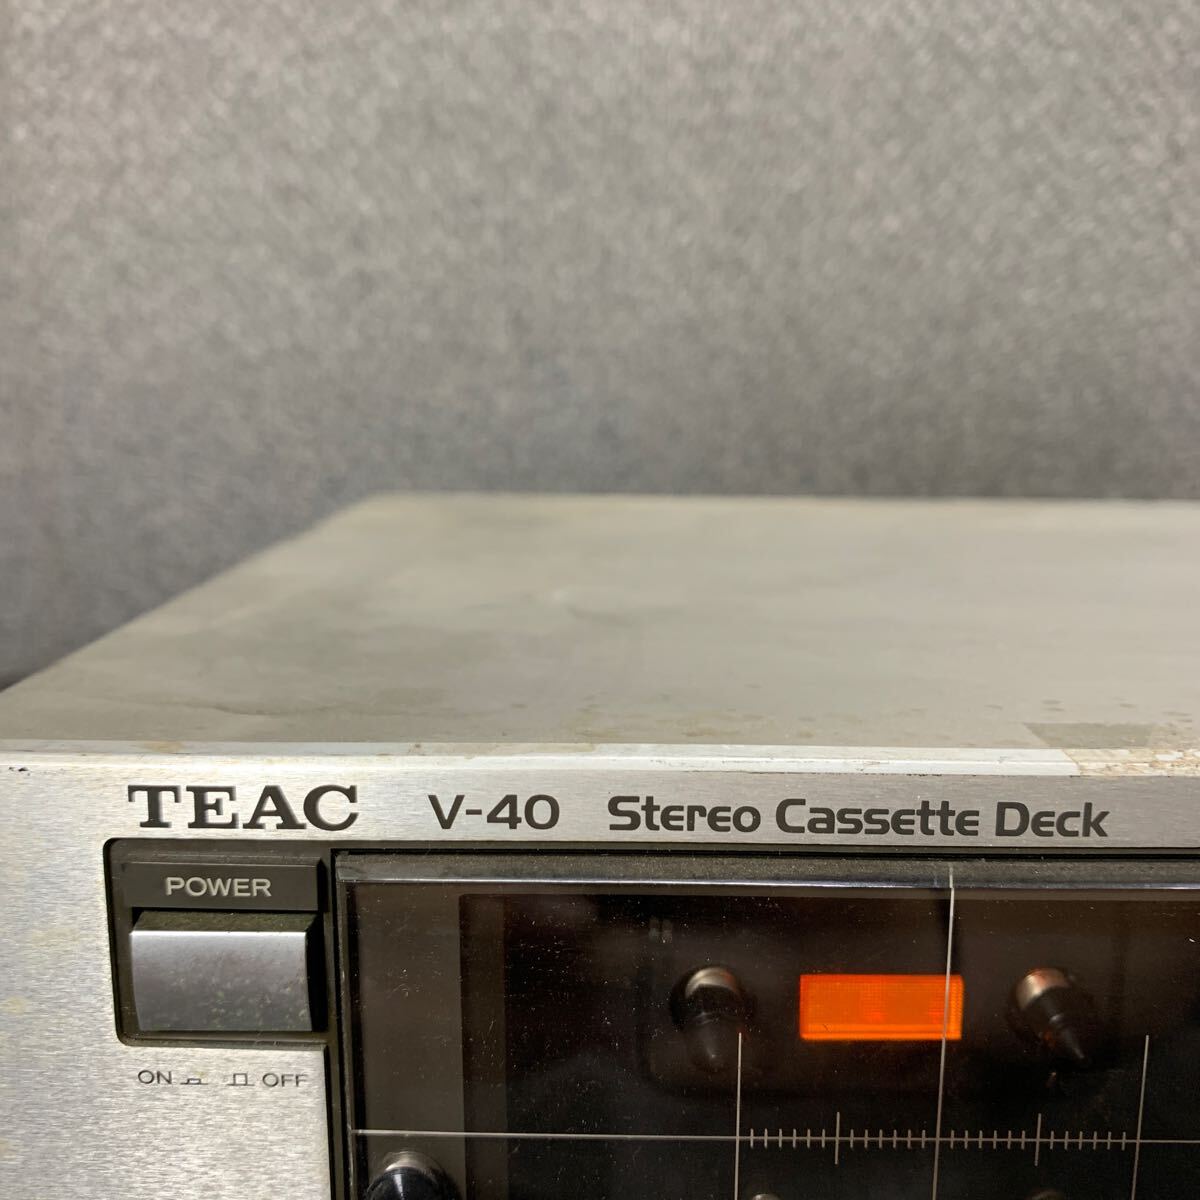 TEAC V-40 Stereo Cassette Deck
POWER
ON OFF